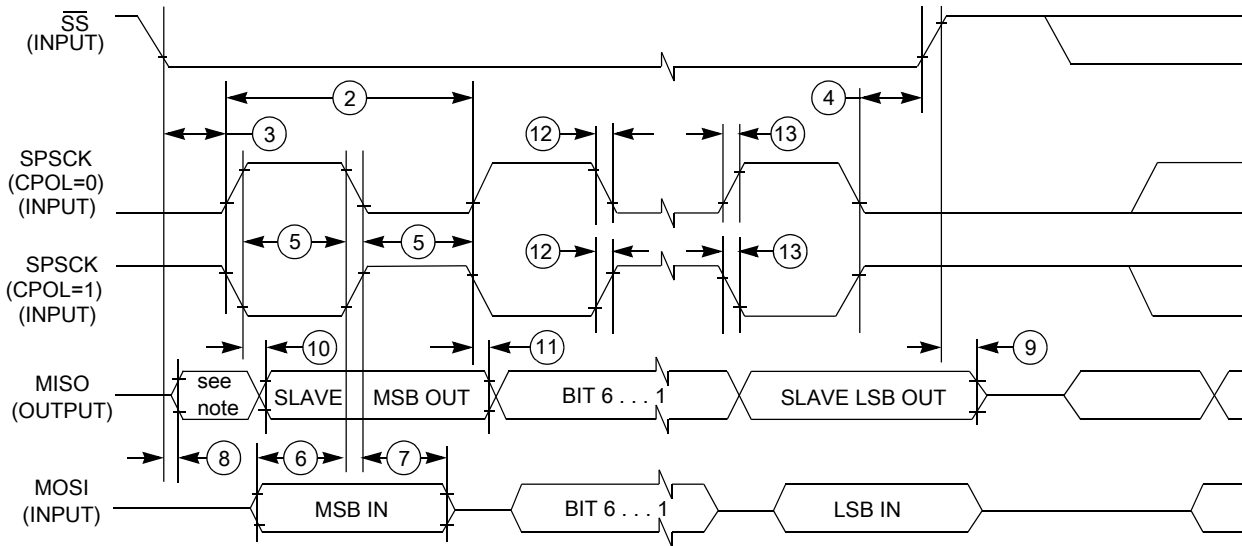 SS
(INPUT)
2
4
3
12
13
SPSCK
(CPOL=0)
(INPUT)
5
5
SPSCK
(CPOL=1)
(INPUT)
12
13
10
11
9
MISO
(OUTPUT)
see
note
SLAVE
MSB OUT
BIT 6 . . . 1
SLAVE LSB OUT
8
6
7
MOSI
(INPUT)
MSB IN
BIT 6 . . . 1
LSB IN